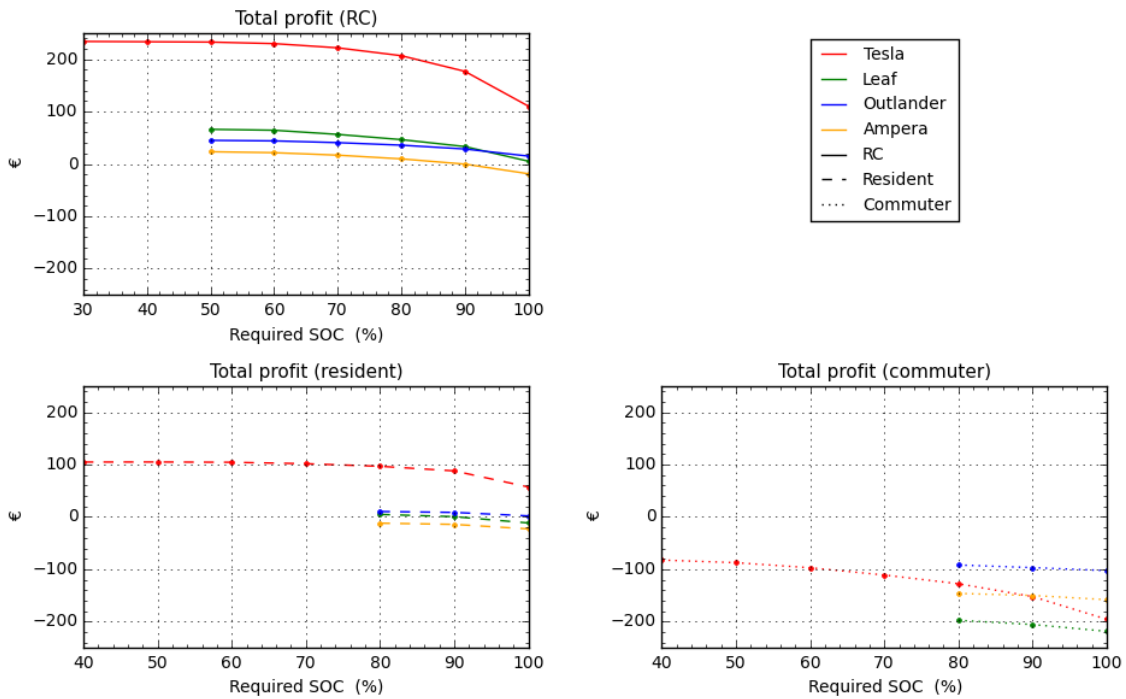 Total profit (RC)
200
100
0
−100
−200
€
30 40 50 60 70 80 90 100
Required SOC (%)
Tesla
Leaf
Outlander
Ampera
RC
Resident
Commuter
Total profit (resident)
200
100
0
−100
−200
€
40 50 60 70 80 90 100
Required SOC (%)
Total profit (commuter)
200
100
0
−100
−200
€
40 50 60 70 80 90 100
Required SOC (%)